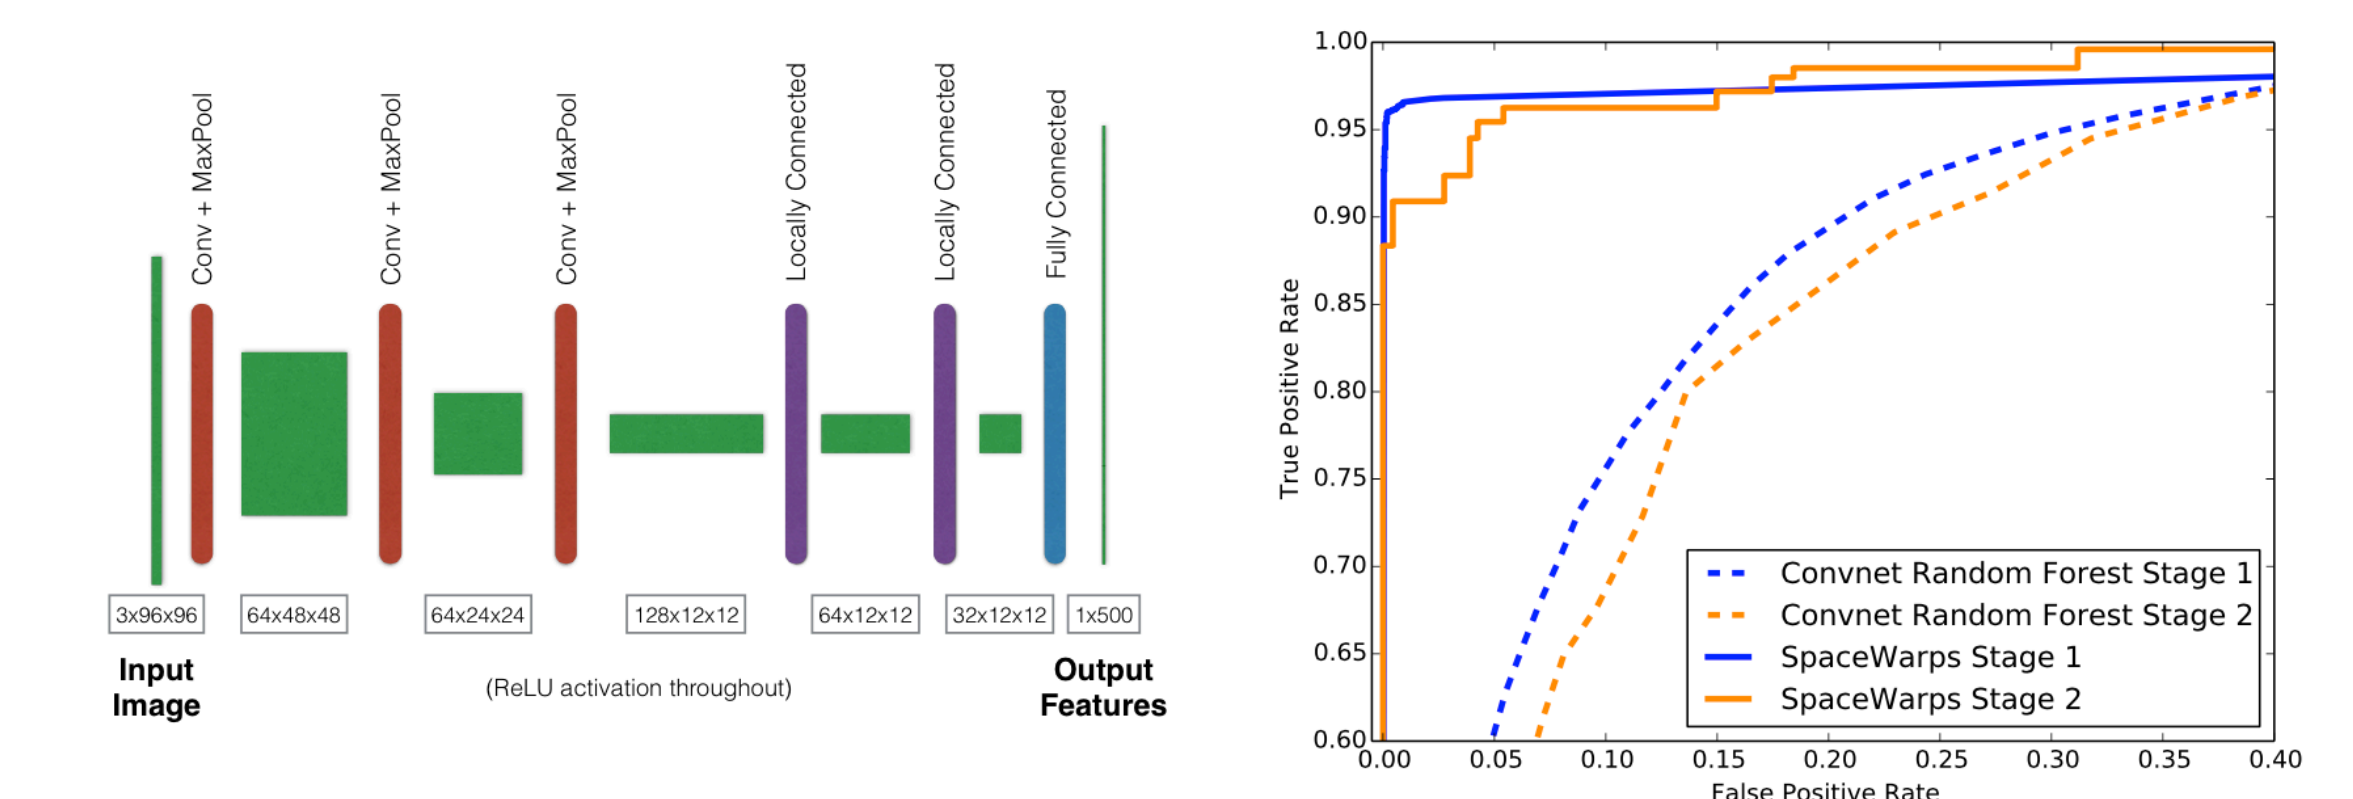 Conv + MaxPool
Conv + MaxPool
Conv + MaxPool
Locally Connected
Locally Connected
Fully Connected
3x96x96
64x48x48
64x24x24
128x12x12
64x12x12
32x12x12
1x500
Input
Image
(ReLU activation throughout)
Output
Features
True Positive Rate
1.00
0.95
0.90
0.85
0.80
0.75
0.70
0.65
0.60
Convnet Random Forest Stage 1
Convnet Random Forest Stage 2
SpaceWarps Stage 1
SpaceWarps Stage 2
0.00 0.05 0.10 0.15 0.20 0.25 0.30 0.35 0.40
False Positive Rate